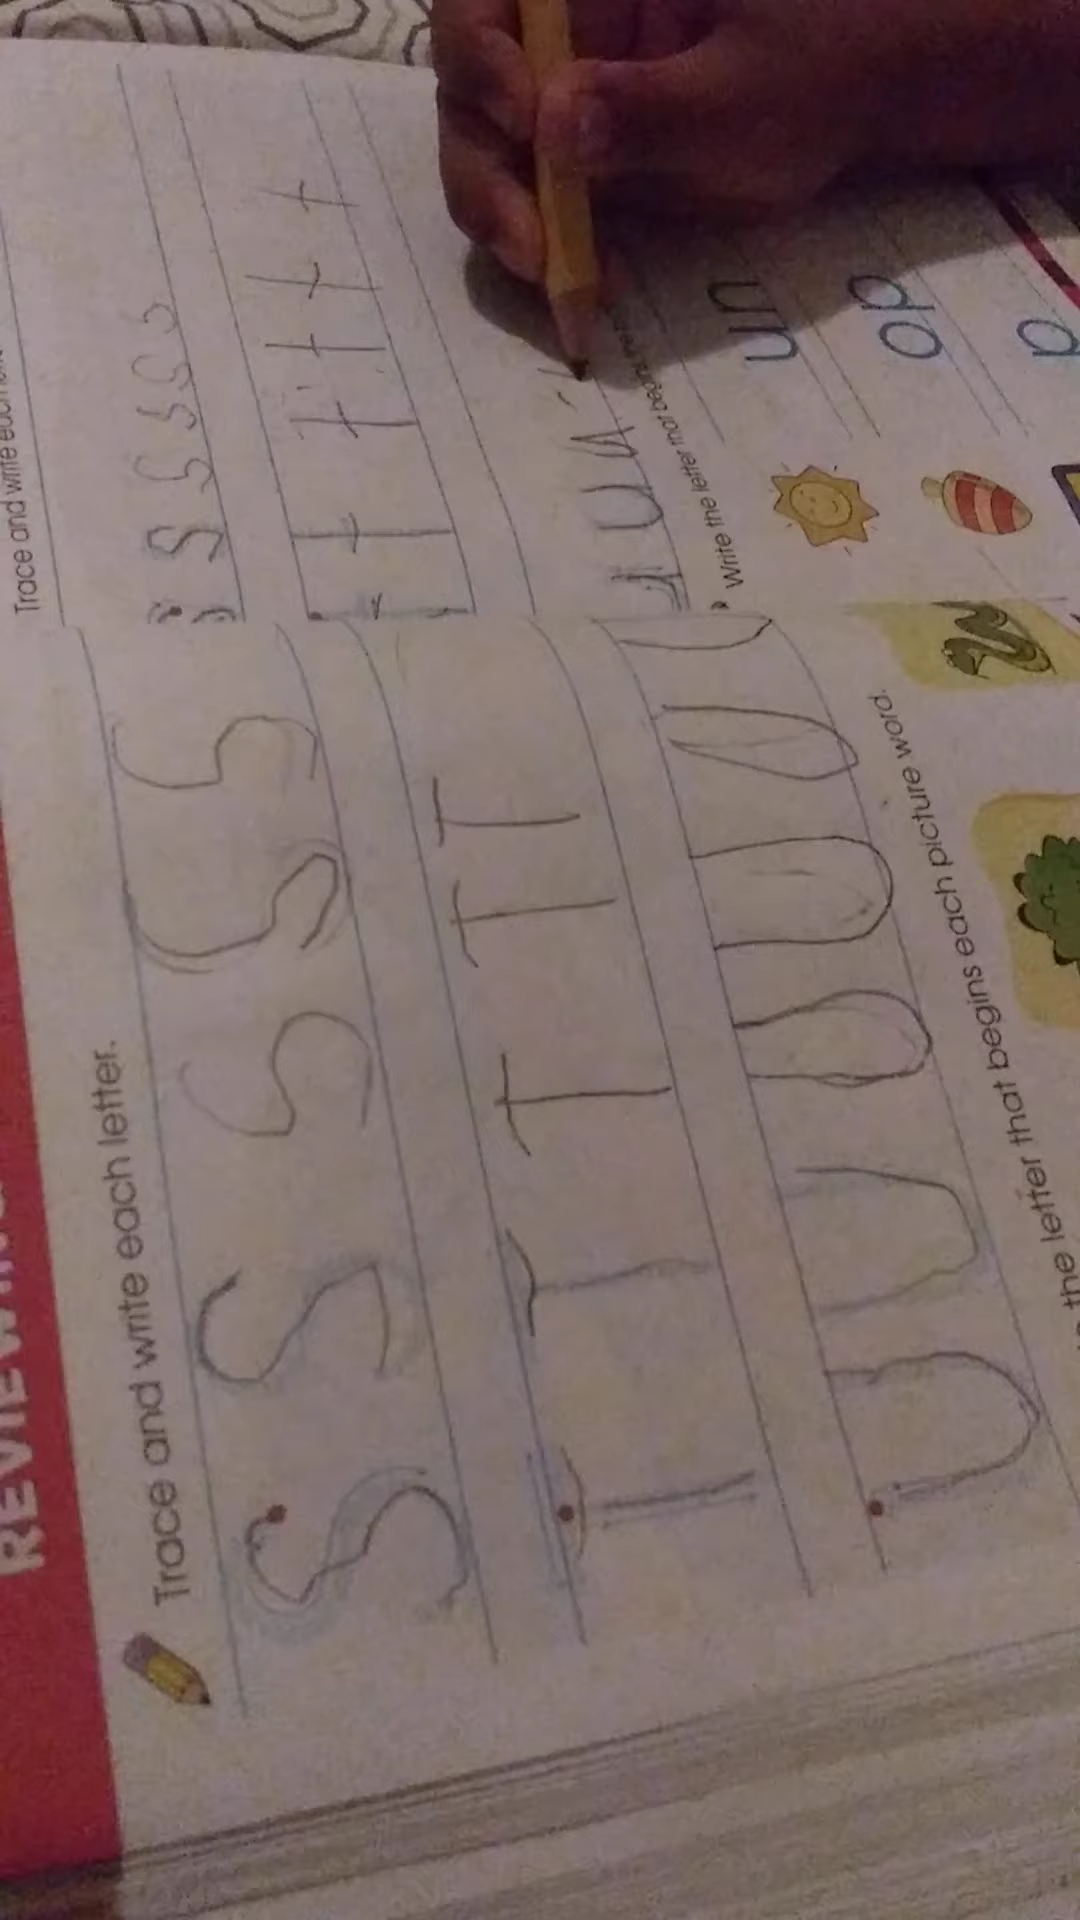 REVIEW
Trace and write each letter.
S S S S S
T T T T T
U U U U U U
the letter that begins each picture word.
Trace and write each
s s s s s s
t t t t t t
u u u
Write the letter that begins
un
op